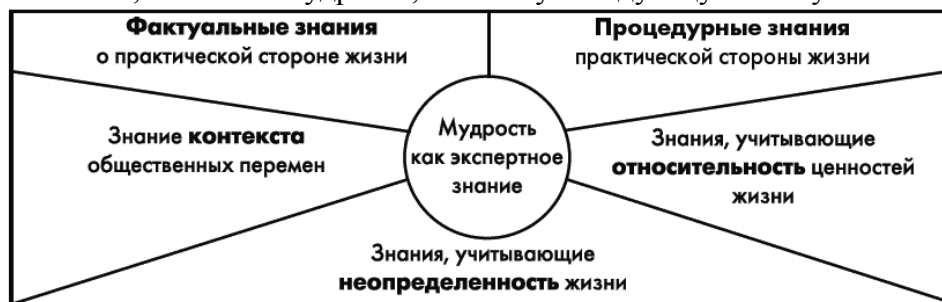 Фактуальные знания
о практической стороне жизни
Процедурные знания
практической стороны жизни
Знание контекста
общественных перемен
Мудрость
как экспертное
знание
Знания, учитывающие
относительность ценностей
жизни
Знания, учитывающие
неопределенность жизни